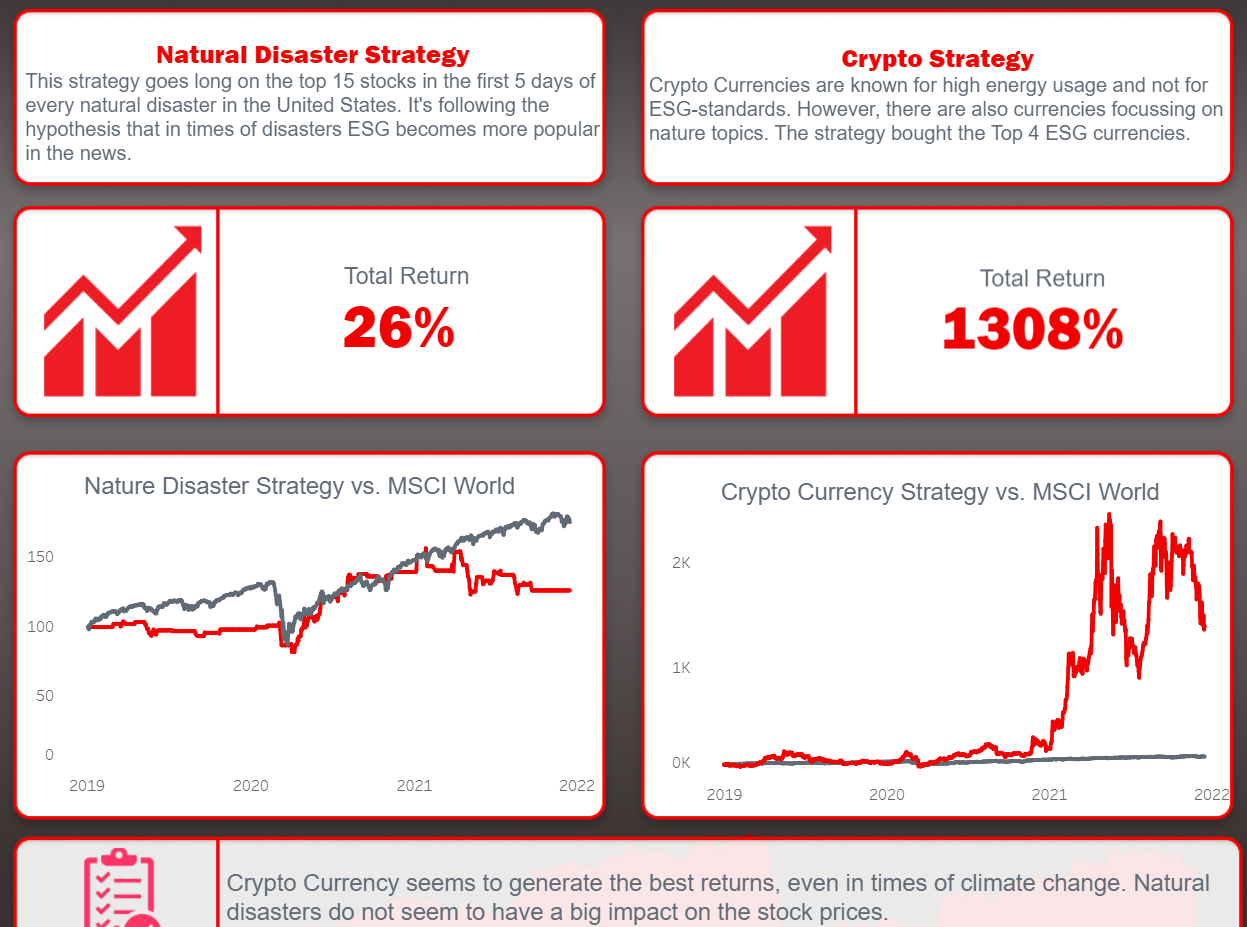 Natural Disaster Strategy
This strategy goes long on the top 15 stocks in the first 5 days of
every natural disaster in the United States. It's following the
hypothesis that in times of disasters ESG becomes more popular
in the news.
Crypto Strategy
Crypto Currencies are known for high energy usage and not for
ESG-standards. However, there are also currencies focussing on
nature topics. The strategy bought the Top 4 ESG currencies.
Total Return
26%
Total Return
1308%
Nature Disaster Strategy vs. MSCI World
150
100
50
0
2019 2020 2021 2022
Crypto Currency Strategy vs. MSCI World
2K
1K
0K
2019 2020 2021 2022
Crypto Currency seems to generate the best returns, even in times of climate change. Natural
disasters do not seem to have a big impact on the stock prices.